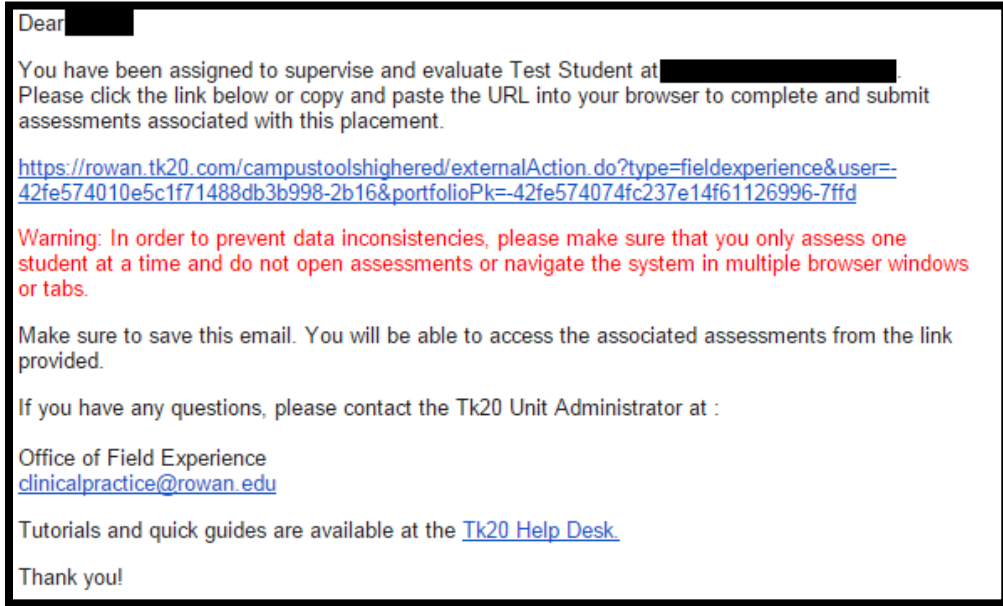 Dear
You have been assigned to supervise and evaluate Test Student at .
Please click the link below or copy and paste the URL into your browser to complete and submit
assessments associated with this placement.
https://rowan.tk20.com/campustoolshighered/externalAction.do?type=fieldexperience&user=-
42fe574010e5c1f71488db3b998-2b16&portfolioPk=-42fe574074fc237e14f61126996-7ffd
Warning: In order to prevent data inconsistencies, please make sure that you only assess one
student at a time and do not open assessments or navigate the system in multiple browser windows
or tabs.
Make sure to save this email. You will be able to access the associated assessments from the link
provided.
If you have any questions, please contact the Tk20 Unit Administrator at :
Office of Field Experience
clinicalpractice@rowan.edu
Tutorials and quick guides are available at the Tk20 Help Desk.
Thank you!